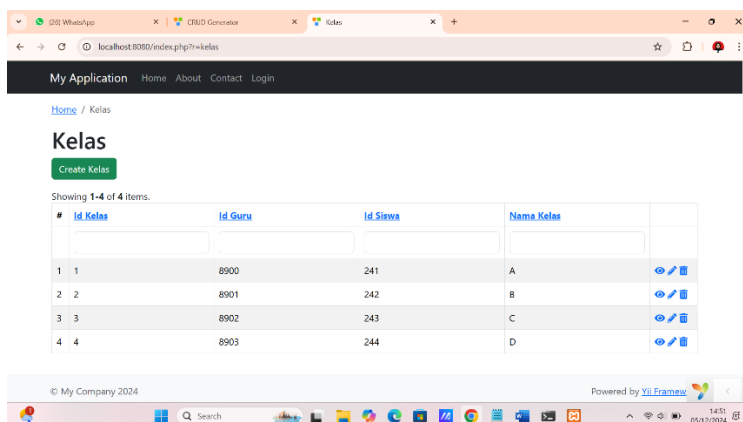 (26) WhatsApp
CRUD Generator
Kelas
localhost:8080/index.php?r=kelas
My Application Home About Contact Login
Home / Kelas
Kelas
Create Kelas
Showing 1-4 of 4 items.
# Id Kelas Id Guru Id Siswa Nama Kelas
1 1 8900 241 A
2 2 8901 242 B
3 3 8902 243 C
4 4 8903 244 D
© My Company 2024
Powered by Yii Framew
Search
14:51
05/12/2024